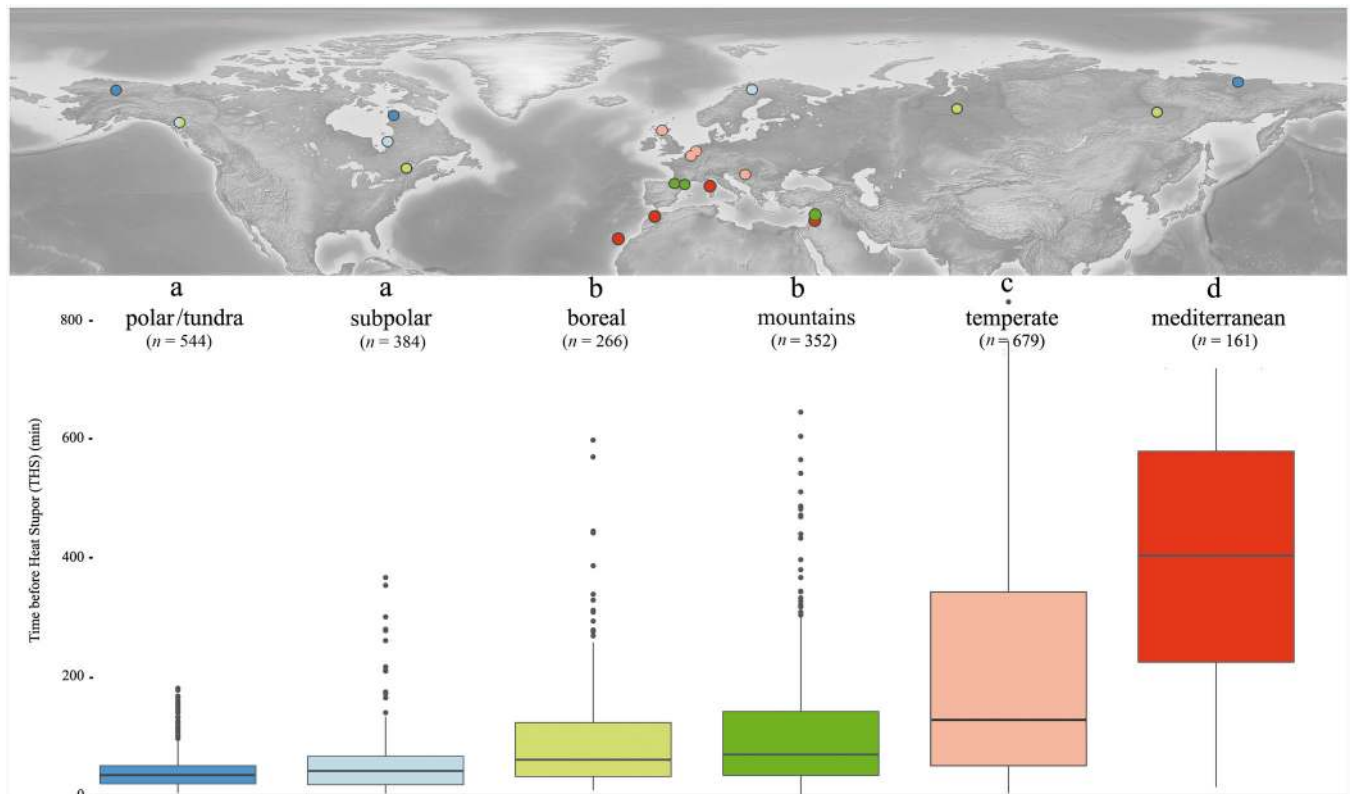 a a b b c d
polar/tundra subpolar boreal mountains temperate mediterranean
(n = 544) (n = 384) (n = 266) (n = 352) (n = 679) (n = 161)
800 -
600 -
400 -
200 -
0
Time before Heat Stupor (THS) (min)